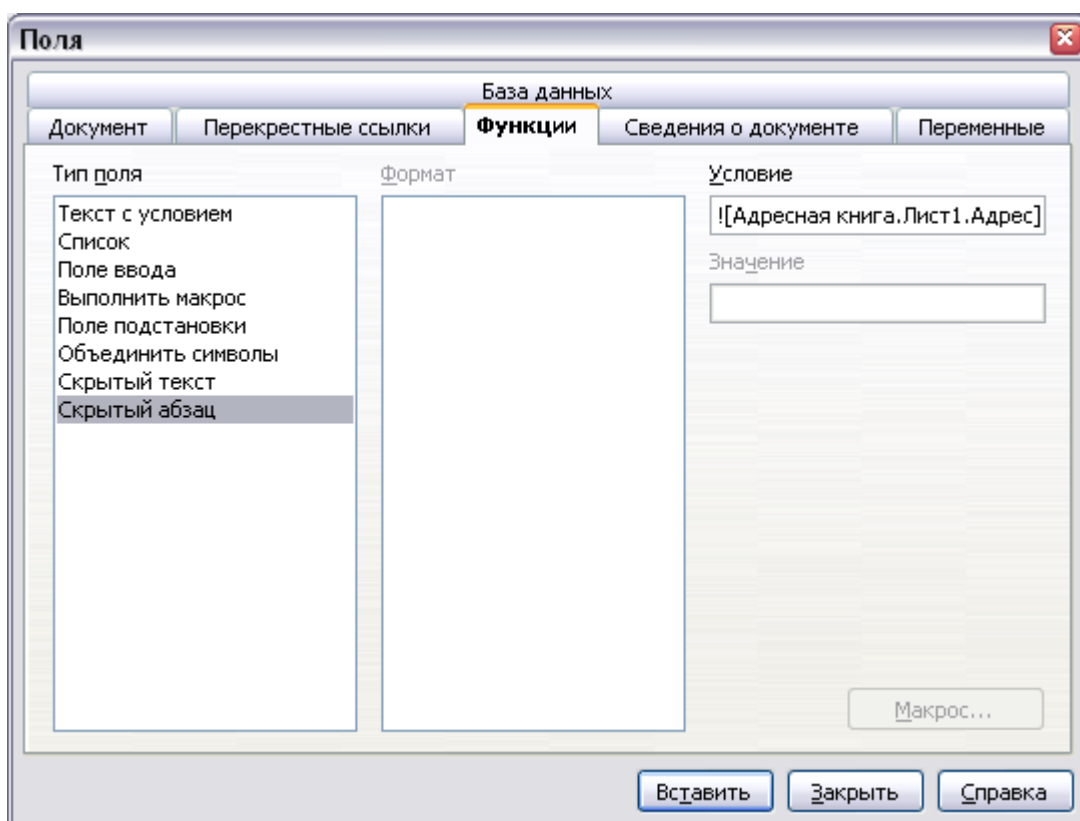 Поля
База данных
Документ
Перекрестные ссылки
Функции
Сведения о документе
Переменные
Тип поля
Формат
Условие
Текст с условием
Список
Поле ввода
Выполнить макрос
Поле подстановки
Объединить символы
Скрытый текст
Скрытый абзац
![Адресная книга.Лист1.Адрес]
Значение
Макрос...
Вставить
Закрыть
Справка